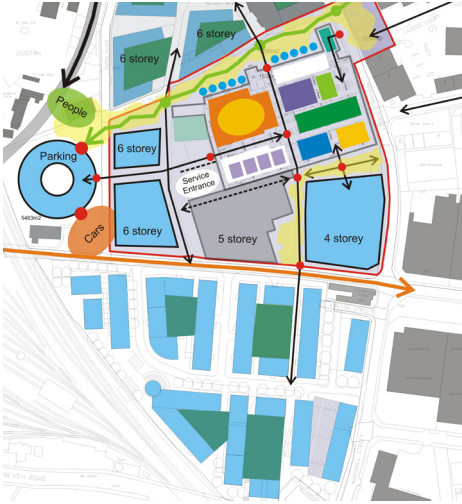 6 storey
6 storey
People
Parking
6 storey
Service
Entrance
5463m2
Cars
6 storey
5 storey
4 storey